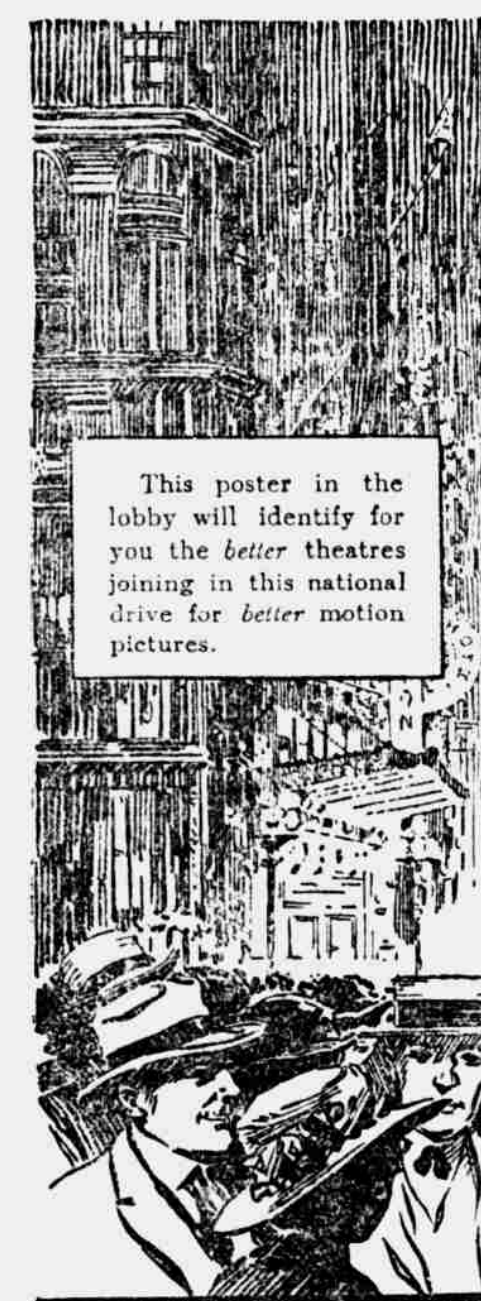 This poster in the
lobby will identify for
you the better theatres
joining in this national
drive for better motion
pictures.